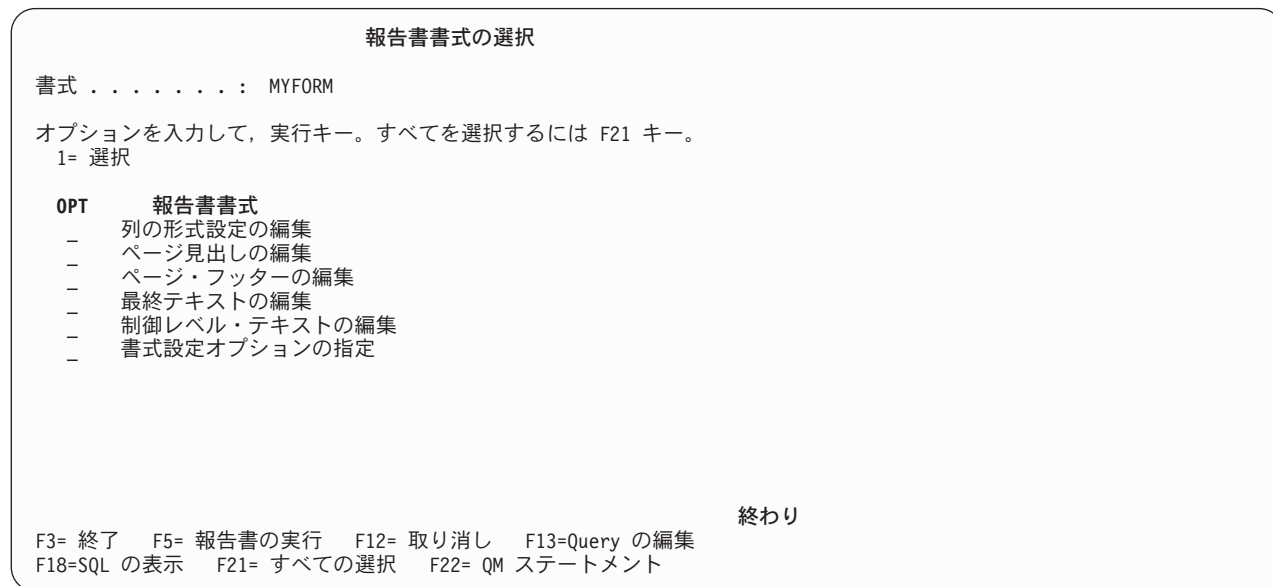 報告書書式の選択
書式 . . . . . . . : MYFORM
オプションを入力して, 実行キー。すべてを選択するには F21 キー。
1= 選択
OPT 報告書書式
_ 列の形式設定の編集
_ ページ見出しの編集
_ ページ・フッターの編集
_ 最終テキストの編集
_ 制御レベル・テキストの編集
_ 書式設定オプションの指定
終わり
F3= 終了 F5= 報告書の実行 F12= 取り消し F13=Query の編集
F18=SQL の表示 F21= すべての選択 F22= QM ステートメント